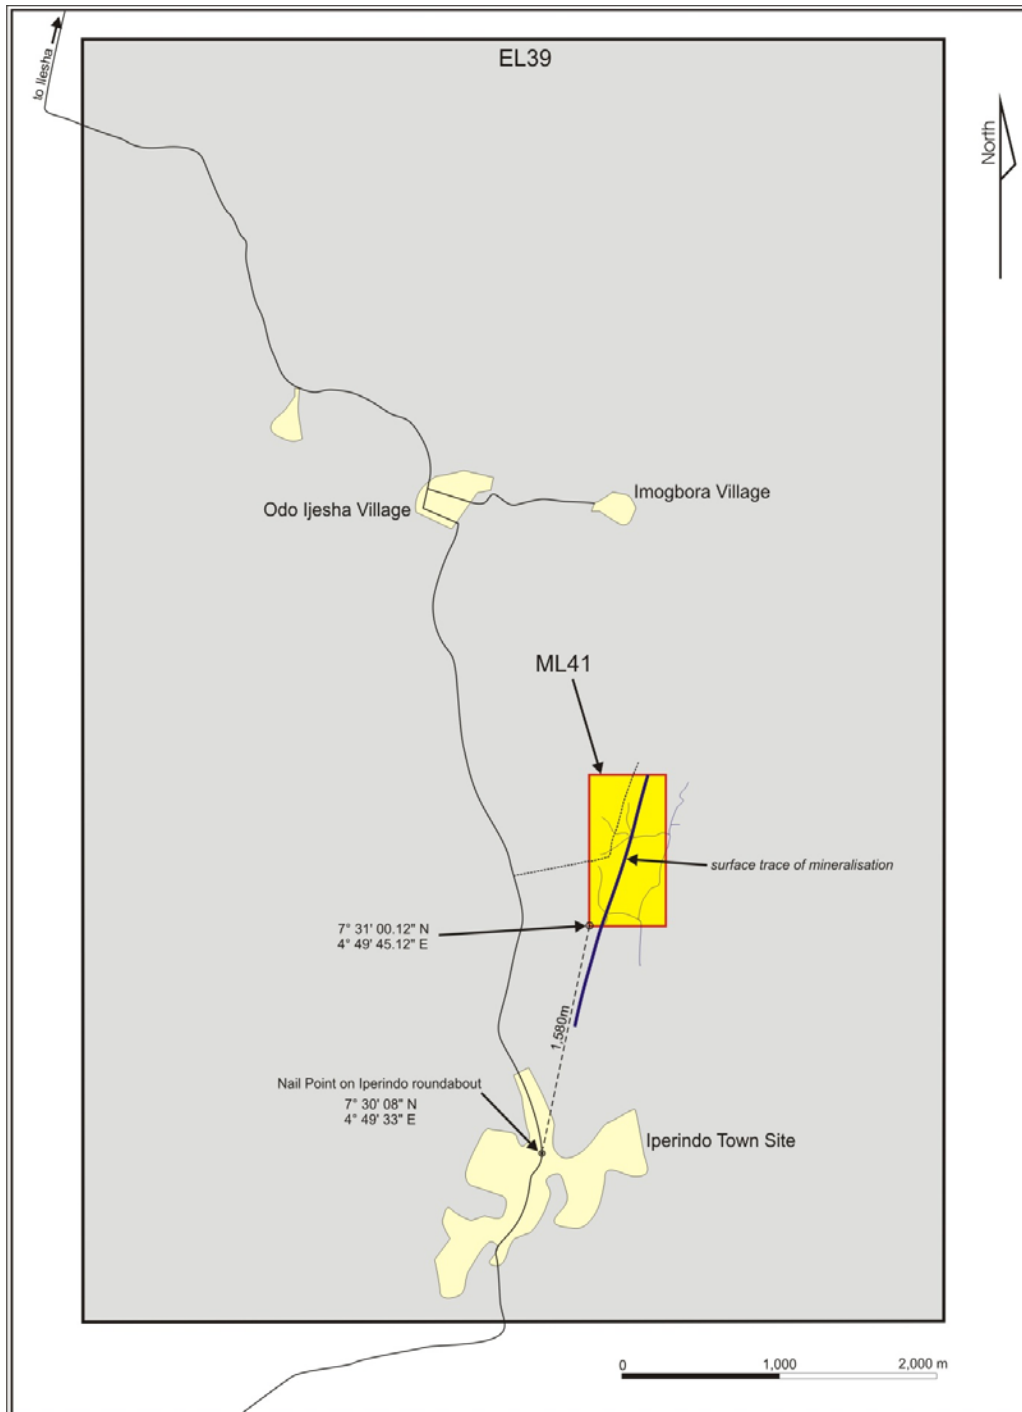 EL39
to Ilesha
North
Imogbora Village
Odo Ijesha Village
ML41
surface trace of mineralisation
7° 31' 00.12" N
4° 49' 45.12" E
1,580m
Nail Point on Iperindo roundabout
7° 30' 08" N
4° 49' 33" E
Iperindo Town Site
0 1,000 2,000 m